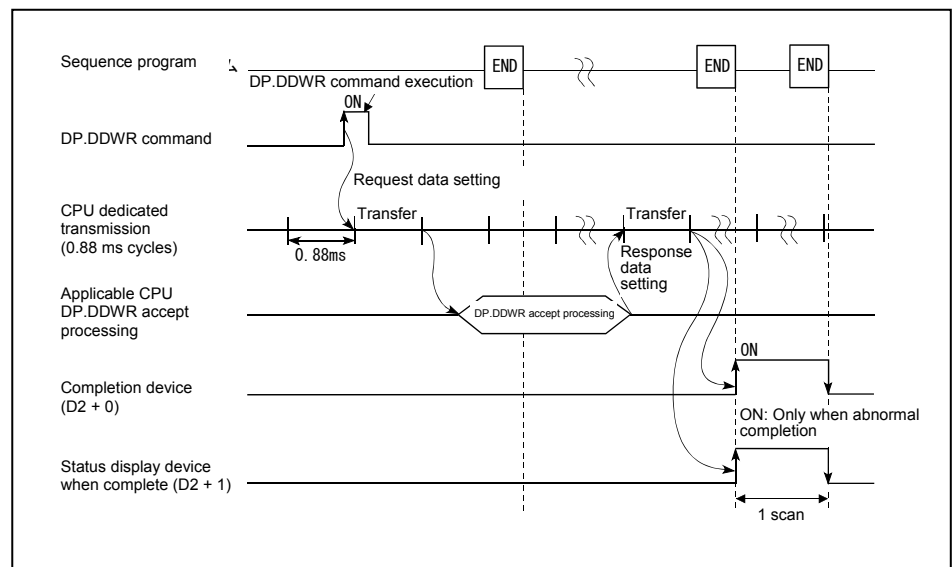 Sequence program
END
END
END
DP.DDWR command execution
ON
DP.DDWR command
Request data setting
CPU dedicated
transmission
(0.88 ms cycles)
Transfer
Transfer
0.88ms
Response
data
setting
Applicable CPU
DP.DDWR accept
processing
DP.DDWR accept processing
ON
Completion device
(D2 + 0)
ON: Only when abnormal
completion
Status display device
when complete (D2 + 1)
1 scan